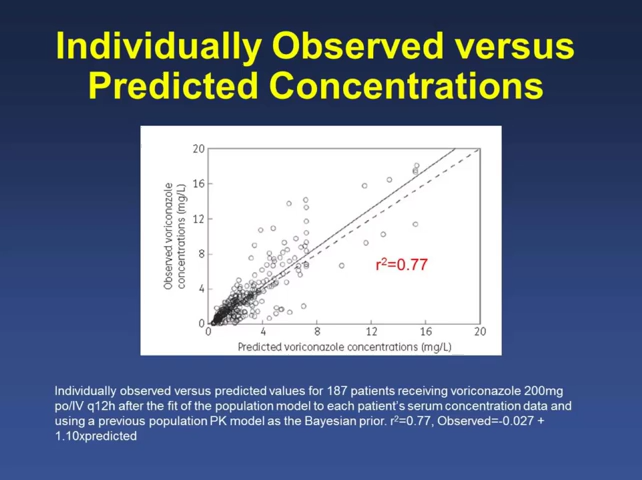 Individually Observed versus
Predicted Concentrations
20
16
12
8
4
0
Observed voriconazole
concentrations (mg/L)
r²=0.77
0 4 8 12 16 20
Predicted voriconazole concentrations (mg/L)
Individually observed versus predicted values for 187 patients receiving voriconazole 200mg
po/IV q12h after the fit of the population model to each patient's serum concentration data and
using a previous population PK model as the Bayesian prior. r²=0.77, Observed=-0.027 +
1.10xpredicted